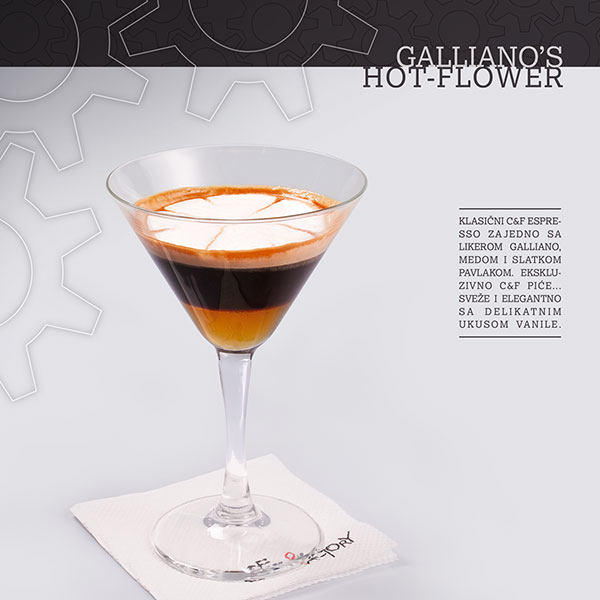 GALLIANO'S
HOT-FLOWER
KLASIČNI C&F ESPRE-
SSO ZAJEDNO SA
LIKEROM GALLIANO,
MEDOM I SLATKOM
PAVLAKOM. EKSKLU-
ZIVNO C&F PIĆE...
SVEŽE I ELEGANTNO
SA DELIKATNIM
UKUSOM VANILE.